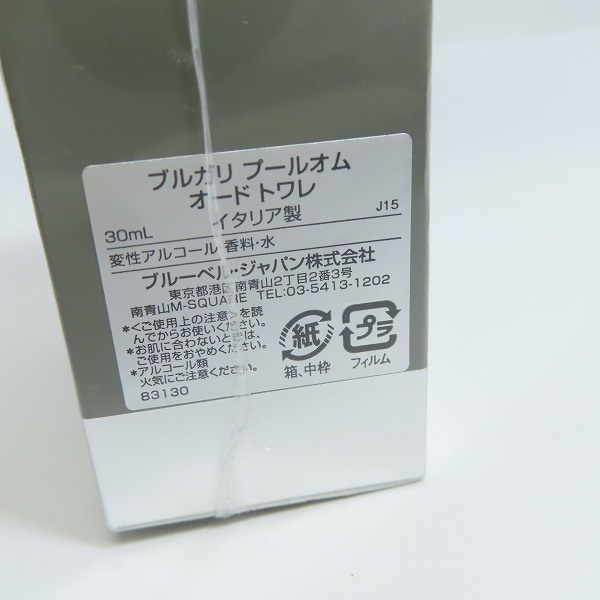 ブルガリ プールオム
オード トワレ
30mL イタリア製 J15
変性アルコール・香料・水
ブルーベル・ジャパン株式会社
東京都港区南青山2丁目2番3号
南青山M-SQUARE TEL:03-5413-1202
*<ご使用上の注意>を読
んでからお使いください。
*お肌に合わないときは、
ご使用をおやめください。
*アルコール類
火気にご注意ください。
83130
紙
箱、中枠
プラ
フィルム